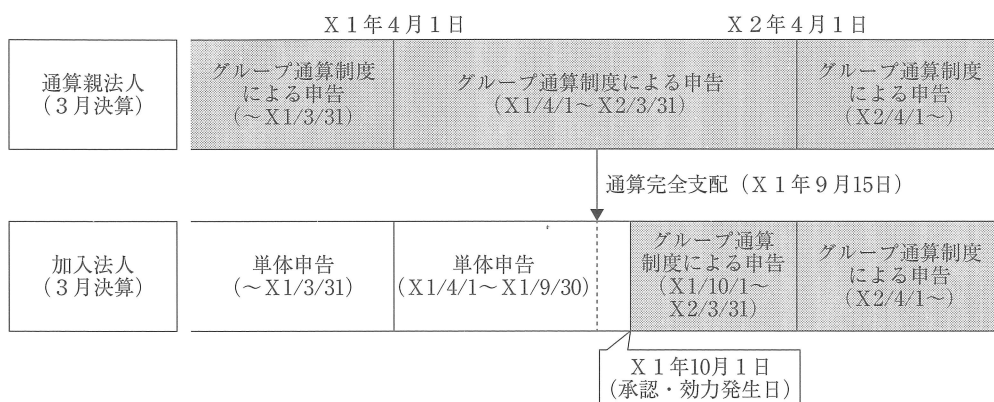 X1年4月1日
X2年4月1日
通算親法人
(3月決算)
グループ通算制度
による申告
(~X1/3/31)
グループ通算制度による申告
(X1/4/1~X2/3/31)
グループ通算制度
による申告
(X2/4/1~)
通算完全支配(X1年9月15日)
加入法人
(3月決算)
単体申告
(~X1/3/31)
単体申告
(X1/4/1~X1/9/30)
グループ通算
制度による申告
(X1/10/1~
X2/3/31)
グループ通算制度
による申告
(X2/4/1~)
X1年10月1日
(承認・効力発生日)